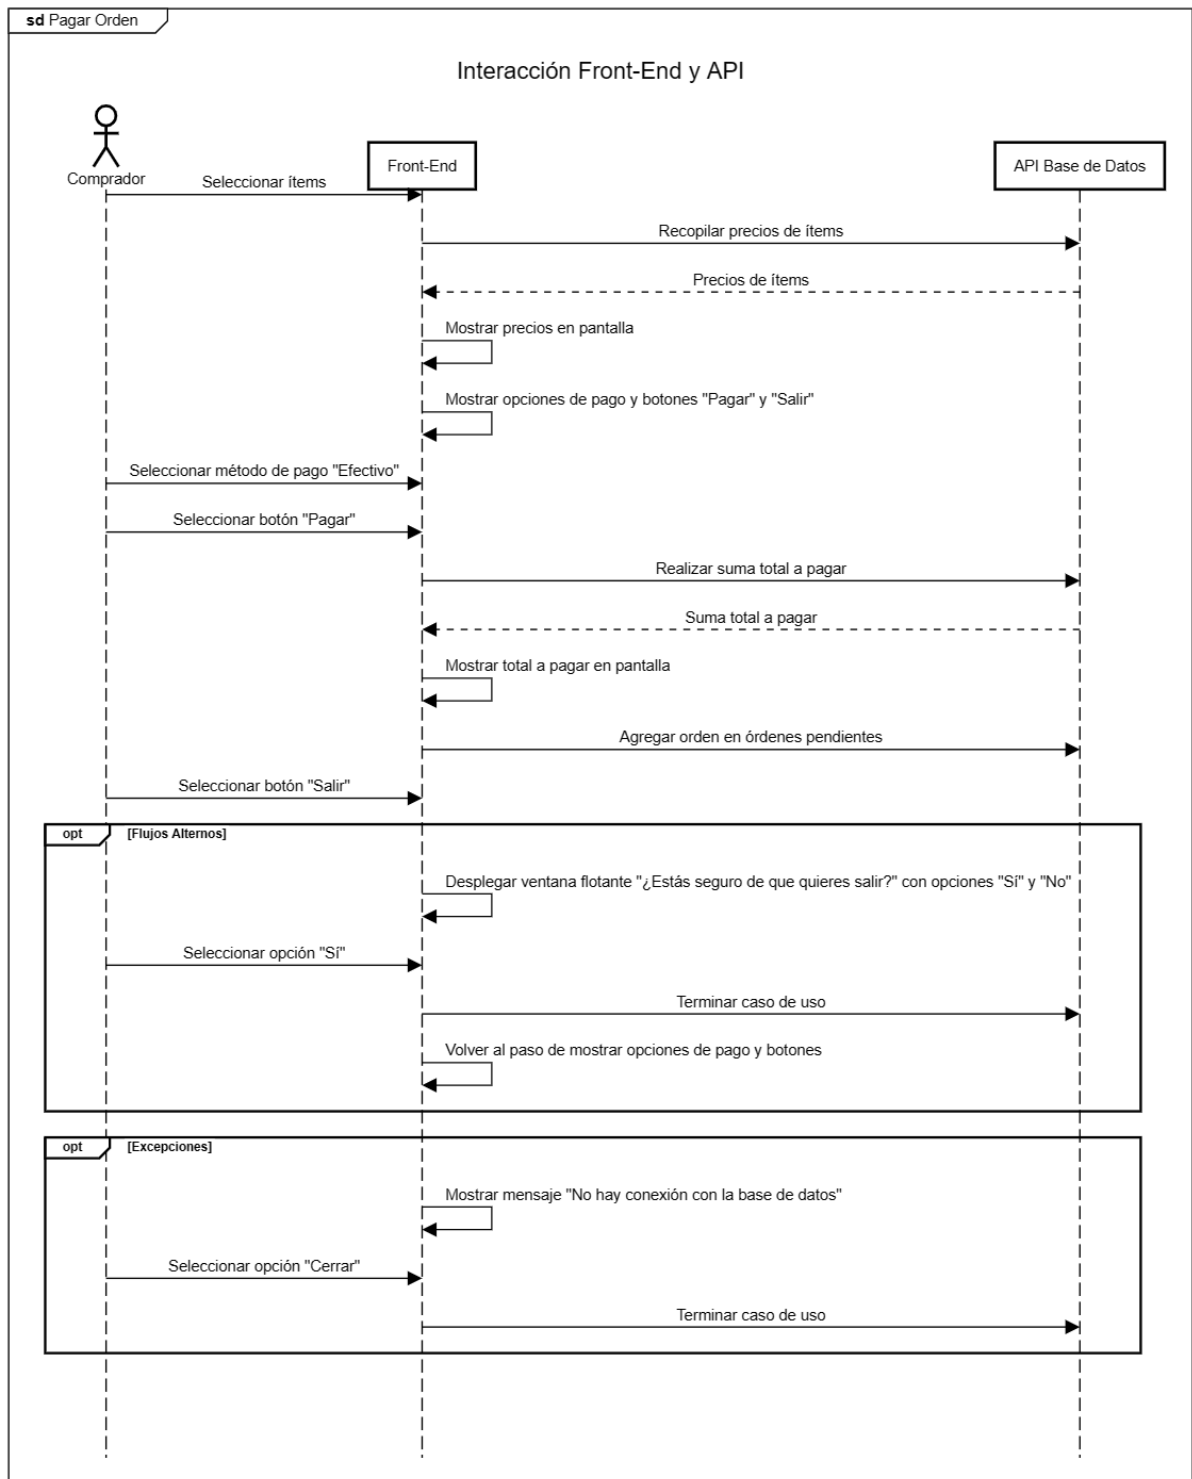 sd Pagar Orden
Interacción Front-End y API
Comprador
Front-End
API Base de Datos
Seleccionar ítems
Recopilar precios de ítems
Precios de ítems
Mostrar precios en pantalla
Mostrar opciones de pago y botones "Pagar" y "Salir"
Seleccionar método de pago "Efectivo"
Seleccionar botón "Pagar"
Realizar suma total a pagar
Suma total a pagar
Mostrar total a pagar en pantalla
Agregar orden en órdenes pendientes
Seleccionar botón "Salir"
opt [Flujos Alternos]
Desplegar ventana flotante "¿Estás seguro de que quieres salir?" con opciones "Sí" y "No"
Seleccionar opción "Sí"
Terminar caso de uso
Volver al paso de mostrar opciones de pago y botones
opt [Excepciones]
Mostrar mensaje "No hay conexión con la base de datos"
Seleccionar opción "Cerrar"
Terminar caso de uso